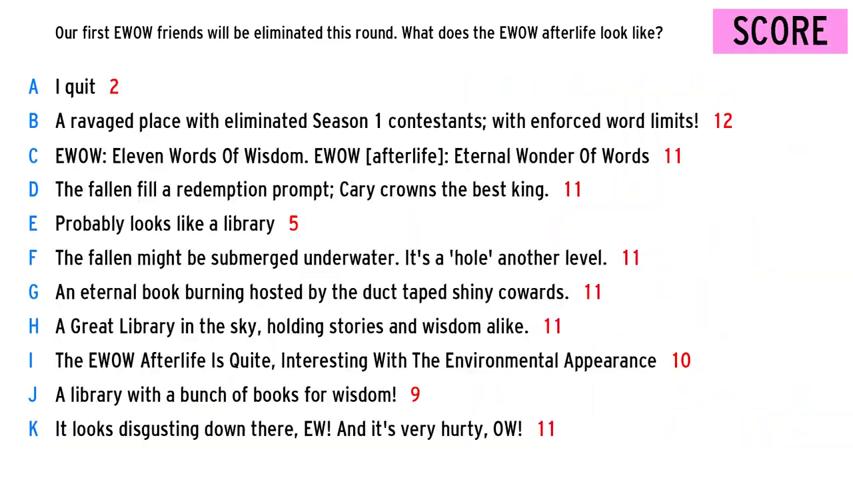 Our first EWOW friends will be eliminated this round. What does the EWOW afterlife look like?
SCORE
A I quit 2
B A ravaged place with eliminated Season 1 contestants; with enforced word limits! 12
C EWOW: Eleven Words Of Wisdom. EWOW [afterlife]: Eternal Wonder Of Words 11
D The fallen fill a redemption prompt; Cary crowns the best king. 11
E Probably looks like a library 5
F The fallen might be submerged underwater. It's a 'hole' another level. 11
G An eternal book burning hosted by the duct taped shiny cowards. 11
H A Great Library in the sky, holding stories and wisdom alike. 11
I The EWOW Afterlife Is Quite, Interesting With The Environmental Appearance 10
J A library with a bunch of books for wisdom! 9
K It looks disgusting down there, EW! And it's very hurty, OW! 11